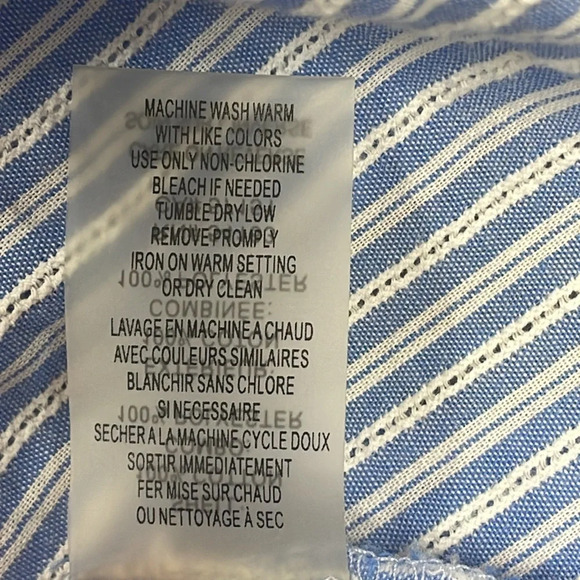 MACHINE WASH WARM
WITH LIKE COLORS
USE ONLY NON-CHLORINE
BLEACH IF NEEDED
TUMBLE DRY LOW
REMOVE PROMPLY
IRON ON WARM SETTING
OR DRY CLEAN
LAVAGE EN MACHINE A CHAUD
AVEC COULEURS SIMILAIRES
BLANCHIR SANS CHLORE
SI NECESSAIRE
SECHER A LA MACHINE CYCLE DOUX
SORTIR IMMEDIATEMENT
FER MISE SUR CHAUD
OU NETTOYAGE À SEC